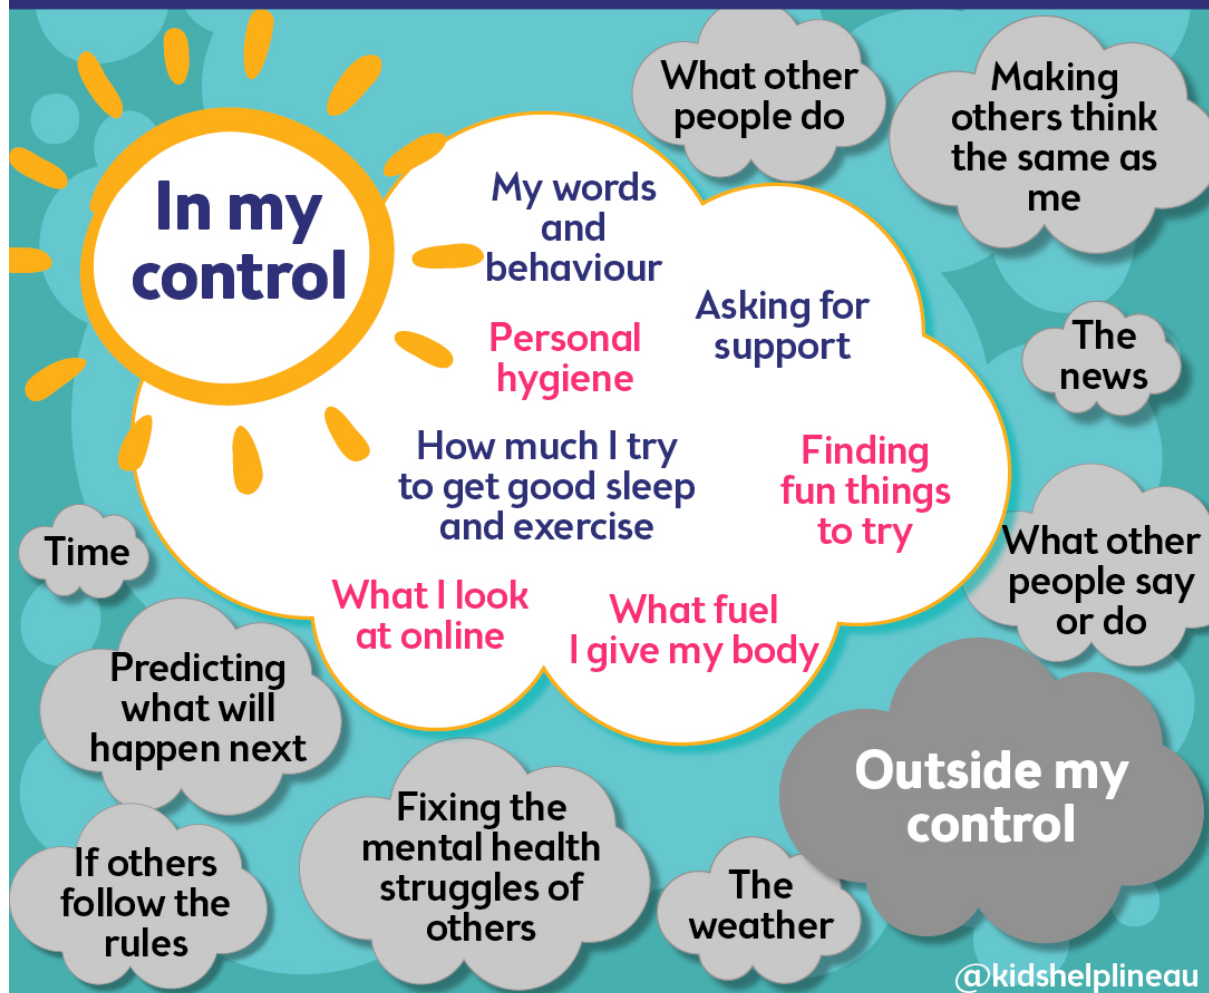 In my
control
My words
and
behaviour
Asking for
support
Personal
hygiene
How much I try
to get good sleep
and exercise
Finding
fun things
to try
What I look
at online
What fuel
I give my body
What other
people do
Making
others think
the same as
me
The
news
What other
people say
or do
Time
Predicting
what will
happen next
If others
follow the
rules
Fixing the
mental health
struggles of
others
The
weather
Outside my
control
@kidshelplineau